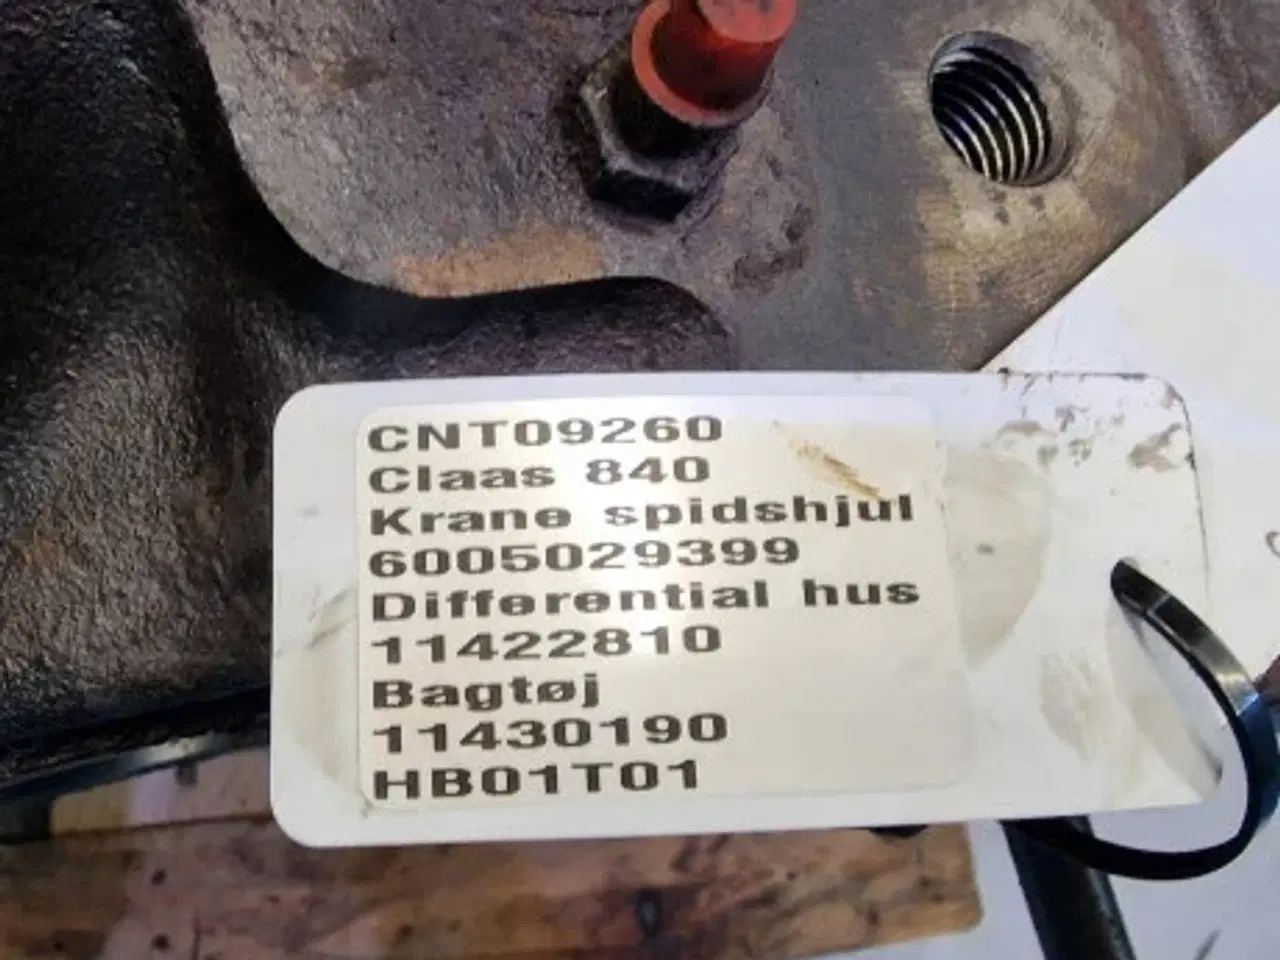 CNT09260
Claas 840
Krane spidshjul
6005029399
Differential hus
11422810
Bagtøj
11430190
HB01T01